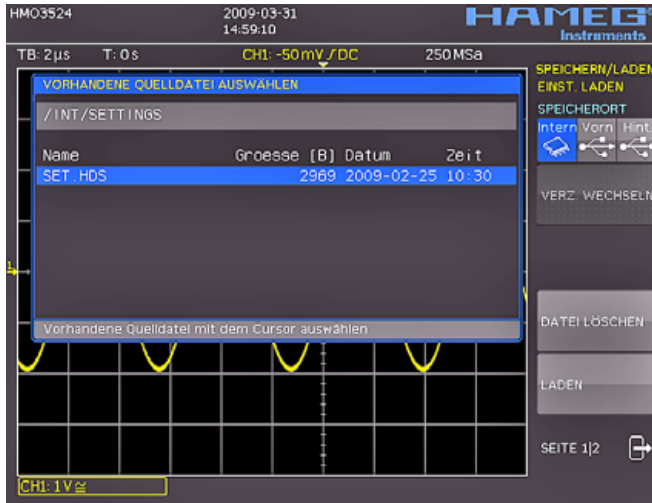 HMO3524
2009-03-31
14:59:10
HAMEG®
Instruments
TB: 2µs T: 0s CH1: -50mV / DC 250MSa
VORHANDENE QUELLDATEI AUSWÄHLEN
/INT/SETTINGS
Name Groesse [B] Datum Zeit
SET.HDS 2969 2009-02-25 10:30
Vorhandene Quelldatei mit dem Cursor auswählen
1
CH1: 1V≅
SPEICHERN/LADEN
EINST. LADEN
SPEICHERORT
Intern Vorn Hint.
VERZ. WECHSELN
DATEI LÖSCHEN
LADEN
SEITE 1|2